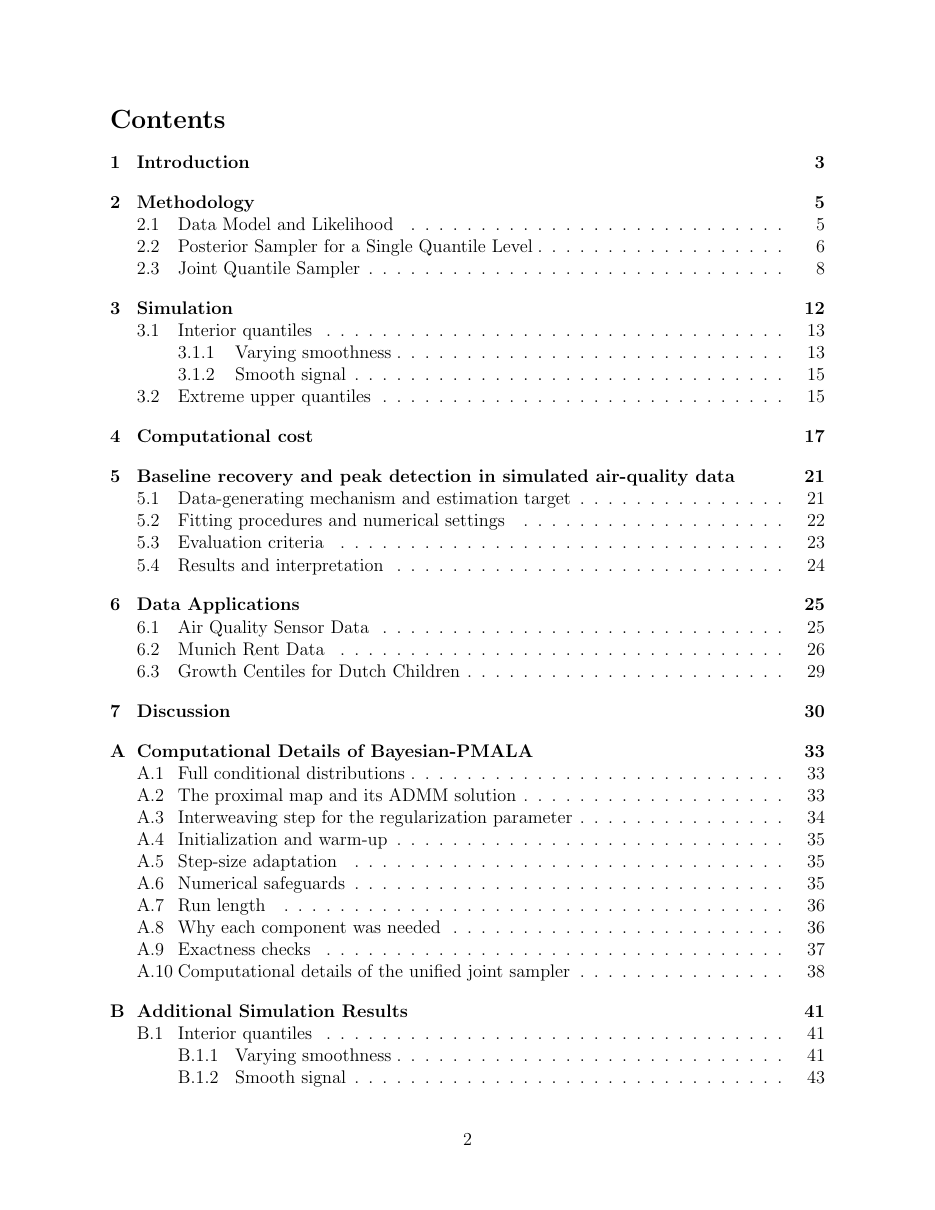 Contents
1 Introduction 3
2 Methodology 5
2.1 Data Model and Likelihood . . . . . . . . . . . . . . . . . . . . . . . . . . . 5
2.2 Posterior Sampler for a Single Quantile Level . . . . . . . . . . . . . . . . . . 6
2.3 Joint Quantile Sampler . . . . . . . . . . . . . . . . . . . . . . . . . . . . . . 8
3 Simulation 12
3.1 Interior quantiles . . . . . . . . . . . . . . . . . . . . . . . . . . . . . . . . . 13
3.1.1 Varying smoothness . . . . . . . . . . . . . . . . . . . . . . . . . . . . 13
3.1.2 Smooth signal . . . . . . . . . . . . . . . . . . . . . . . . . . . . . . . 15
3.2 Extreme upper quantiles . . . . . . . . . . . . . . . . . . . . . . . . . . . . . 15
4 Computational cost 17
5 Baseline recovery and peak detection in simulated air-quality data 21
5.1 Data-generating mechanism and estimation target . . . . . . . . . . . . . . . 21
5.2 Fitting procedures and numerical settings . . . . . . . . . . . . . . . . . . . 22
5.3 Evaluation criteria . . . . . . . . . . . . . . . . . . . . . . . . . . . . . . . . 23
5.4 Results and interpretation . . . . . . . . . . . . . . . . . . . . . . . . . . . . 24
6 Data Applications 25
6.1 Air Quality Sensor Data . . . . . . . . . . . . . . . . . . . . . . . . . . . . . 25
6.2 Munich Rent Data . . . . . . . . . . . . . . . . . . . . . . . . . . . . . . . . 26
6.3 Growth Centiles for Dutch Children . . . . . . . . . . . . . . . . . . . . . . . 29
7 Discussion 30
A Computational Details of Bayesian-PMALA 33
A.1 Full conditional distributions . . . . . . . . . . . . . . . . . . . . . . . . . . . 33
A.2 The proximal map and its ADMM solution . . . . . . . . . . . . . . . . . . . 33
A.3 Interweaving step for the regularization parameter . . . . . . . . . . . . . . . 34
A.4 Initialization and warm-up . . . . . . . . . . . . . . . . . . . . . . . . . . . . 35
A.5 Step-size adaptation . . . . . . . . . . . . . . . . . . . . . . . . . . . . . . . 35
A.6 Numerical safeguards . . . . . . . . . . . . . . . . . . . . . . . . . . . . . . . 35
A.7 Run length . . . . . . . . . . . . . . . . . . . . . . . . . . . . . . . . . . . . 36
A.8 Why each component was needed . . . . . . . . . . . . . . . . . . . . . . . . 36
A.9 Exactness checks . . . . . . . . . . . . . . . . . . . . . . . . . . . . . . . . . 37
A.10 Computational details of the unified joint sampler . . . . . . . . . . . . . . . 38
B Additional Simulation Results 41
B.1 Interior quantiles . . . . . . . . . . . . . . . . . . . . . . . . . . . . . . . . . 41
B.1.1 Varying smoothness . . . . . . . . . . . . . . . . . . . . . . . . . . . . 41
B.1.2 Smooth signal . . . . . . . . . . . . . . . . . . . . . . . . . . . . . . . 43
2